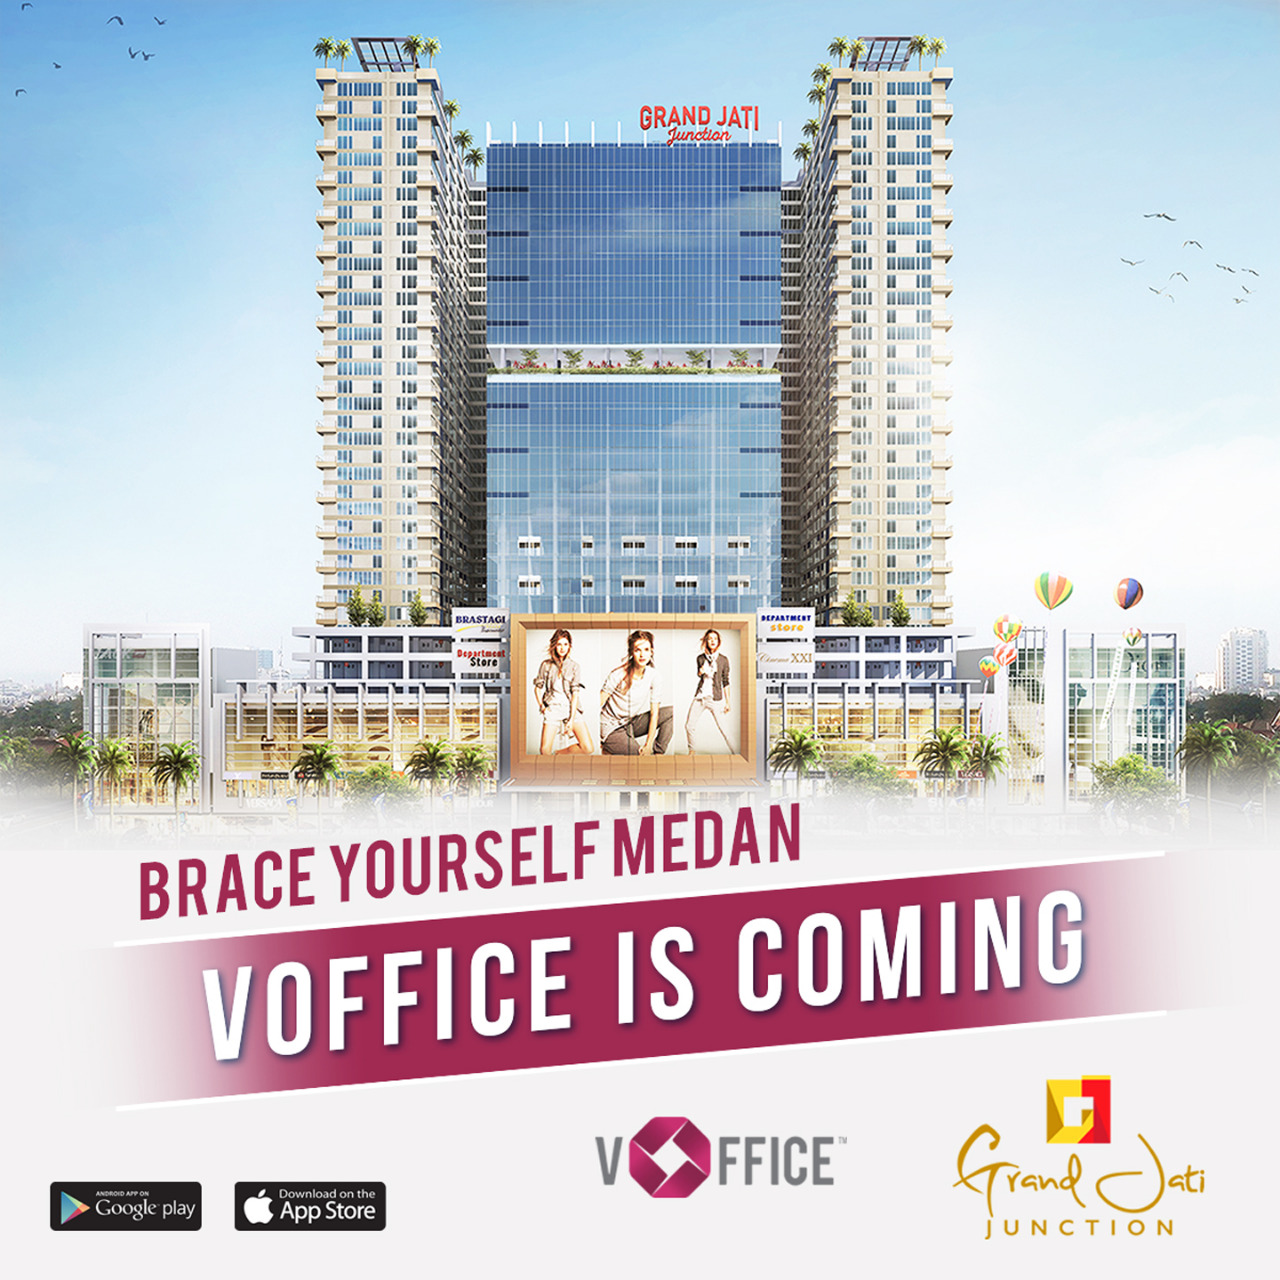 GRAND JATI
Junction
BRASTAGI
Department
Store
DEPARTMENT
store
Cinema XXI
BRACE YOURSELF MEDAN
VOFFICE IS COMING
VOFFICE™
Grand Jati
JUNCTION
ANDROID APP ON
Google play
Download on the
App Store